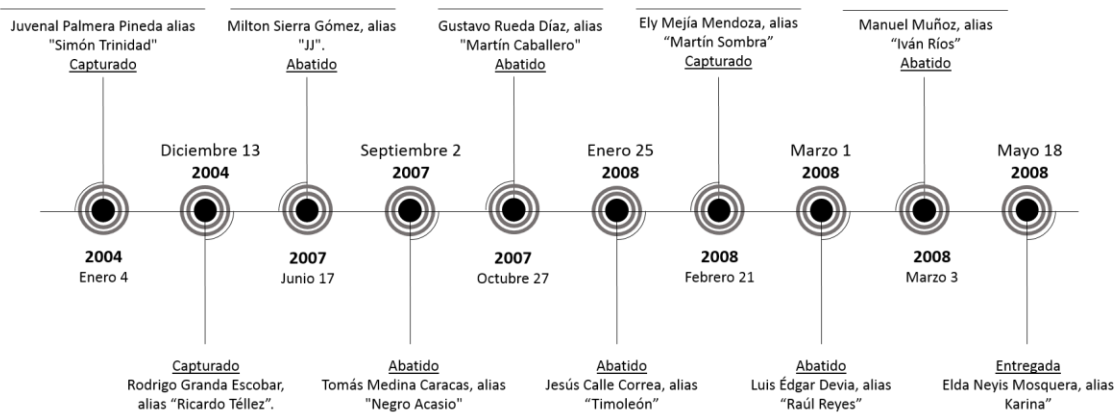 Juvenal Palmera Pineda alias
"Simón Trinidad"
Capturado
Milton Sierra Gómez, alias
"JJ".
Abatido
Gustavo Rueda Díaz, alias
"Martín Caballero"
Abatido
Ely Mejía Mendoza, alias
“Martín Sombra”
Capturado
Manuel Muñoz, alias
“Iván Ríos”
Abatido
Diciembre 13
2004
Septiembre 2
2007
Enero 25
2008
Marzo 1
2008
Mayo 18
2008
2004
Enero 4
2007
Junio 17
2007
Octubre 27
2008
Febrero 21
2008
Marzo 3
Capturado
Rodrigo Granda Escobar,
alias “Ricardo Téllez”.
Abatido
Tomás Medina Caracas, alias
"Negro Acasio"
Abatido
Jesús Calle Correa, alias
“Timoleón”
Abatido
Luis Édgar Devia, alias
“Raúl Reyes”
Entregada
Elda Neyis Mosquera, alias
Karina”